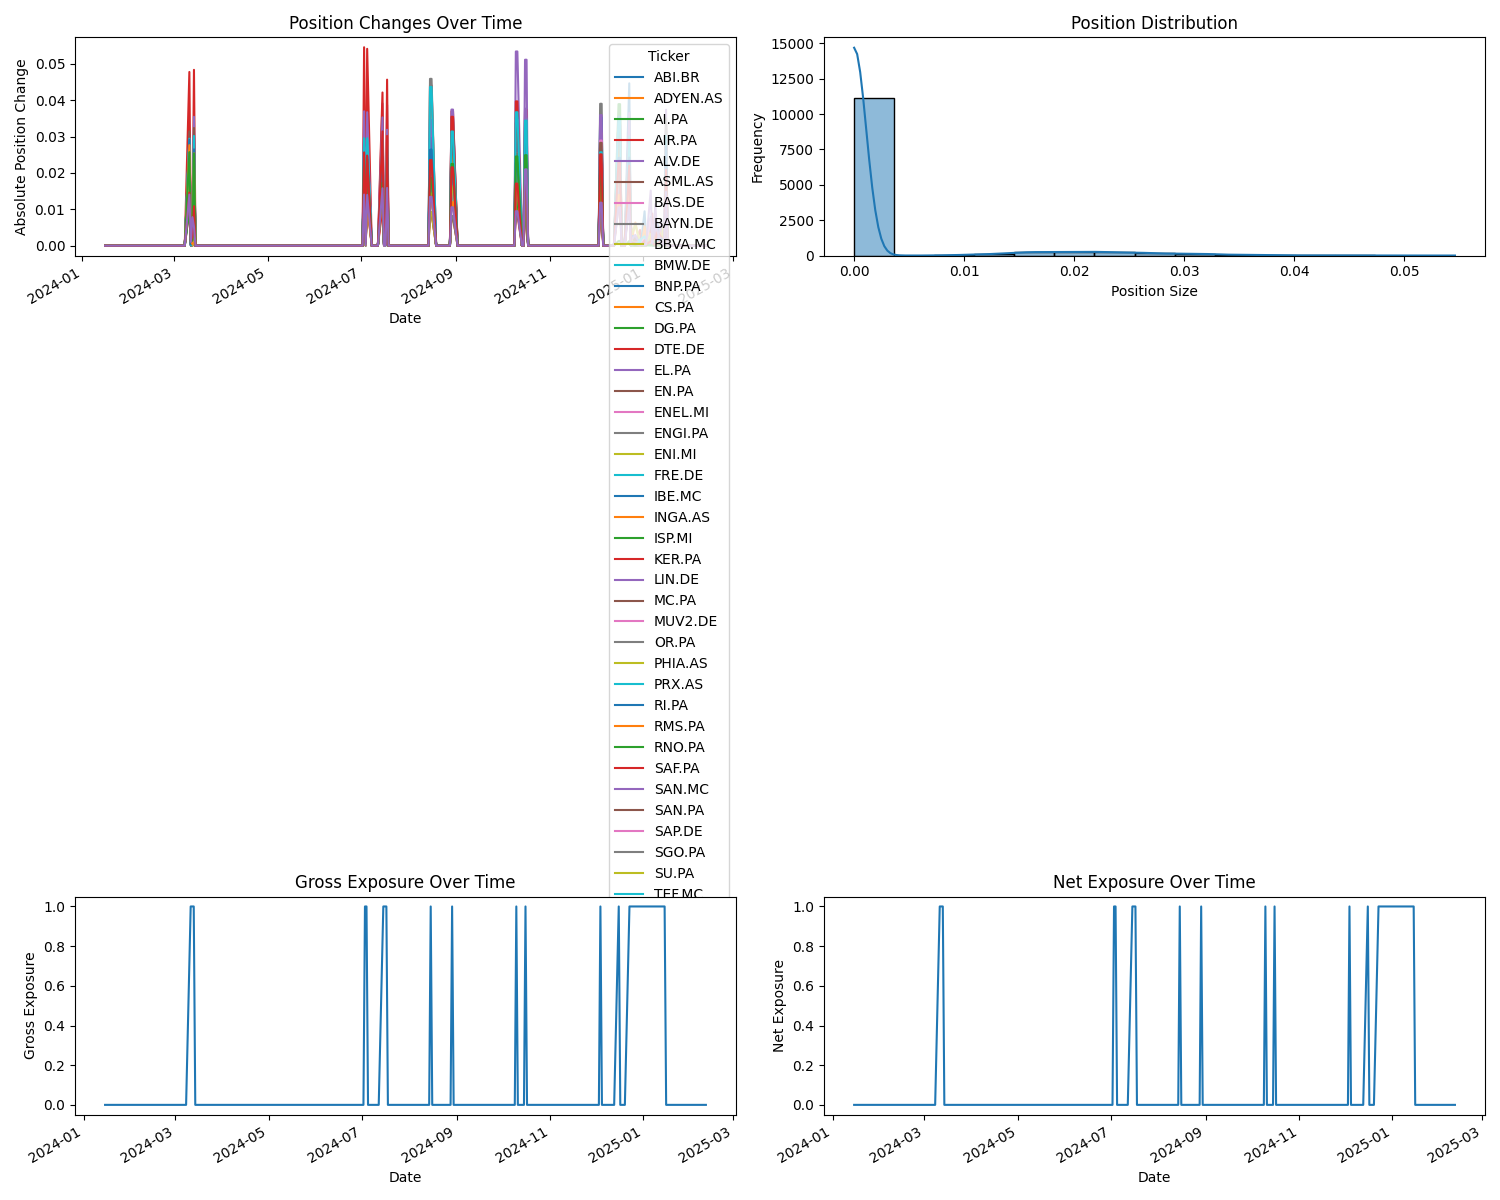 Position Changes Over Time
Absolute Position Change
0.05
0.04
0.03
0.02
0.01
0.00
2024-01
2024-03
2024-05
2024-07
2024-09
2024-11
2025-01
2025-03
Date
Ticker
ABI.BR
ADYEN.AS
AI.PA
AIR.PA
ALV.DE
ASML.AS
BAS.DE
BAYN.DE
BBVA.MC
BMW.DE
BNP.PA
CS.PA
DG.PA
DTE.DE
EL.PA
EN.PA
ENEL.MI
ENGI.PA
ENI.MI
FRE.DE
IBE.MC
INGA.AS
ISP.MI
KER.PA
LIN.DE
MC.PA
MUV2.DE
OR.PA
PHIA.AS
PRX.AS
RI.PA
RMS.PA
RNO.PA
SAF.PA
SAN.MC
SAN.PA
SAP.DE
SGO.PA
SU.PA
TEF.MC
Position Distribution
Frequency
15000
12500
10000
7500
5000
2500
0
0.00
0.01
0.02
0.03
0.04
0.05
Position Size
Gross Exposure Over Time
Gross Exposure
1.0
0.8
0.6
0.4
0.2
0.0
2024-01
2024-03
2024-05
2024-07
2024-09
2024-11
2025-01
2025-03
Date
Net Exposure Over Time
Net Exposure
1.0
0.8
0.6
0.4
0.2
0.0
2024-01
2024-03
2024-05
2024-07
2024-09
2024-11
2025-01
2025-03
Date